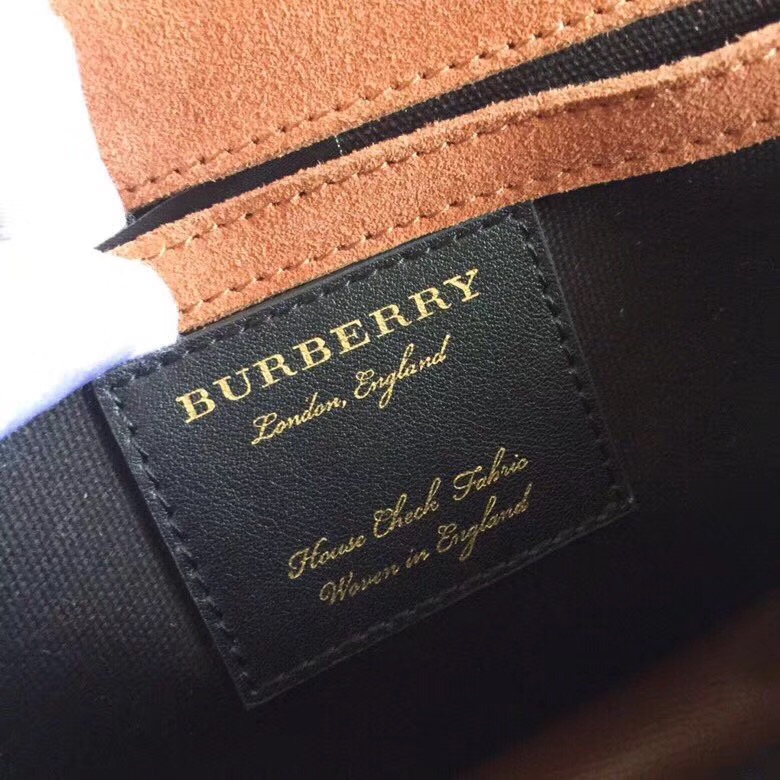 BURBERRY
London, England
House Check Fabric
Woven in England